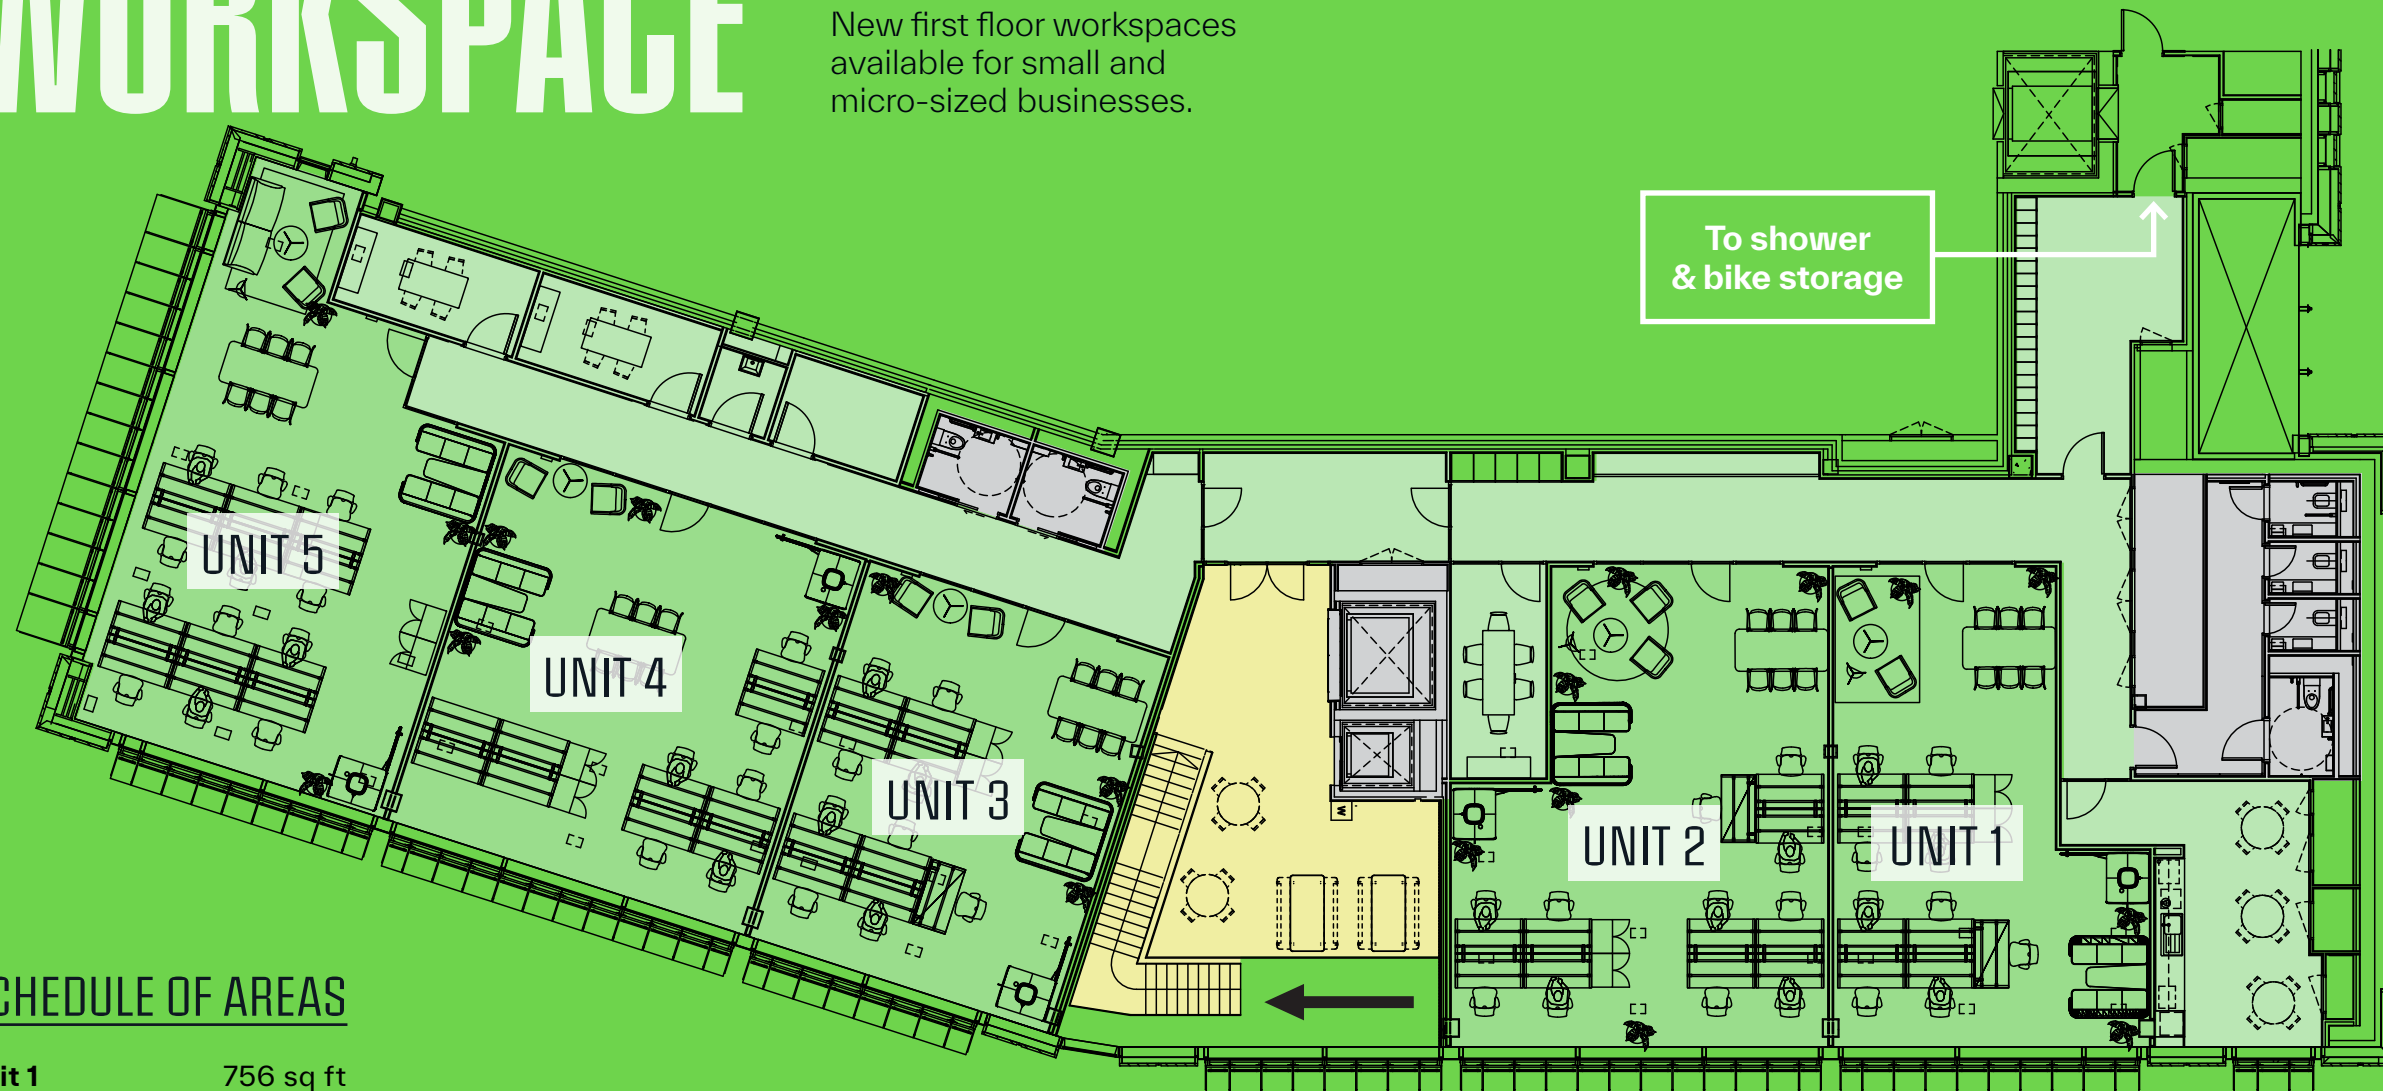 WORKSPACE
New first floor workspaces
available for small and
micro-sized businesses.
To shower
& bike storage
UNIT 5
UNIT 4
UNIT 3
UNIT 2
UNIT 1
W
CHEDULE OF AREAS
it 1 756 sq ft